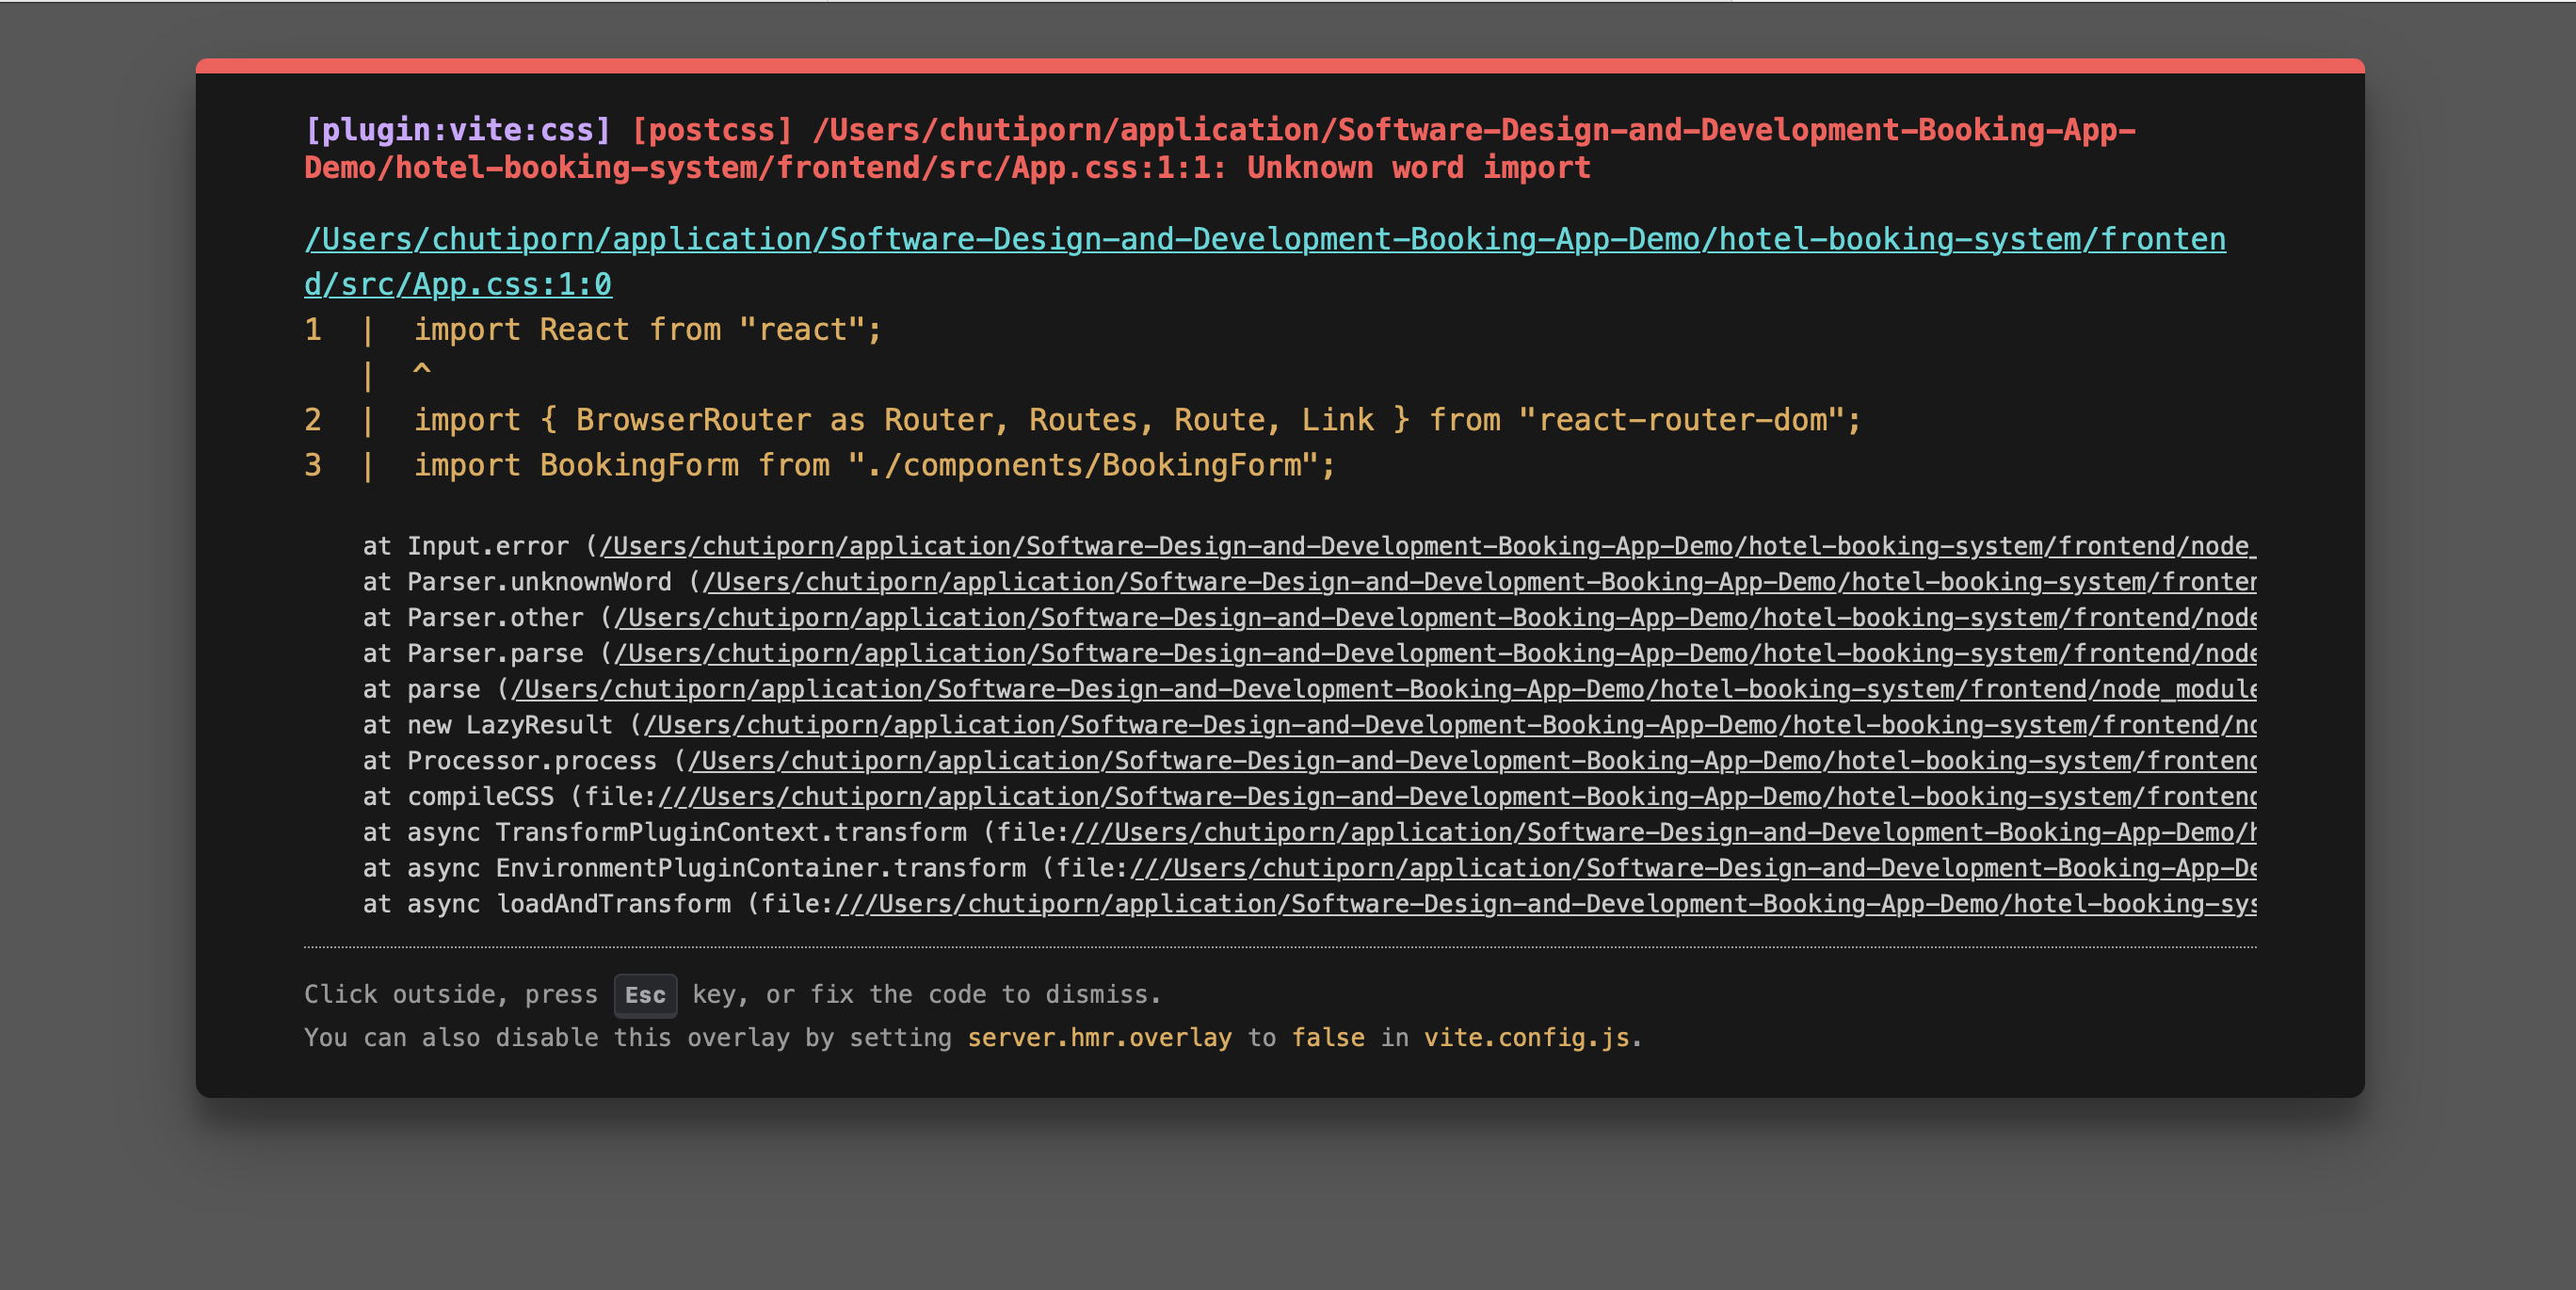 [plugin:vite:css] [postcss] /Users/chutiporn/application/Software-Design-and-Development-Booking-App-
Demo/hotel-booking-system/frontend/src/App.css:1:1: Unknown word import
/Users/chutiporn/application/Software-Design-and-Development-Booking-App-Demo/hotel-booking-system/fronten
d/src/App.css:1:0
1  |  import React from "react";
   |  ^
2  |  import { BrowserRouter as Router, Routes, Route, Link } from "react-router-dom";
3  |  import BookingForm from "./components/BookingForm";
at Input.error (/Users/chutiporn/application/Software-Design-and-Development-Booking-App-Demo/hotel-booking-system/frontend/node_
at Parser.unknownWord (/Users/chutiporn/application/Software-Design-and-Development-Booking-App-Demo/hotel-booking-system/fronten
at Parser.other (/Users/chutiporn/application/Software-Design-and-Development-Booking-App-Demo/hotel-booking-system/frontend/node
at Parser.parse (/Users/chutiporn/application/Software-Design-and-Development-Booking-App-Demo/hotel-booking-system/frontend/node
at parse (/Users/chutiporn/application/Software-Design-and-Development-Booking-App-Demo/hotel-booking-system/frontend/node_module
at new LazyResult (/Users/chutiporn/application/Software-Design-and-Development-Booking-App-Demo/hotel-booking-system/frontend/no
at Processor.process (/Users/chutiporn/application/Software-Design-and-Development-Booking-App-Demo/hotel-booking-system/frontend
at compileCSS (file:///Users/chutiporn/application/Software-Design-and-Development-Booking-App-Demo/hotel-booking-system/frontend
at async TransformPluginContext.transform (file:///Users/chutiporn/application/Software-Design-and-Development-Booking-App-Demo/h
at async EnvironmentPluginContainer.transform (file:///Users/chutiporn/application/Software-Design-and-Development-Booking-App-De
at async loadAndTransform (file:///Users/chutiporn/application/Software-Design-and-Development-Booking-App-Demo/hotel-booking-sys
Click outside, press Esc key, or fix the code to dismiss.
You can also disable this overlay by setting server.hmr.overlay to false in vite.config.js.